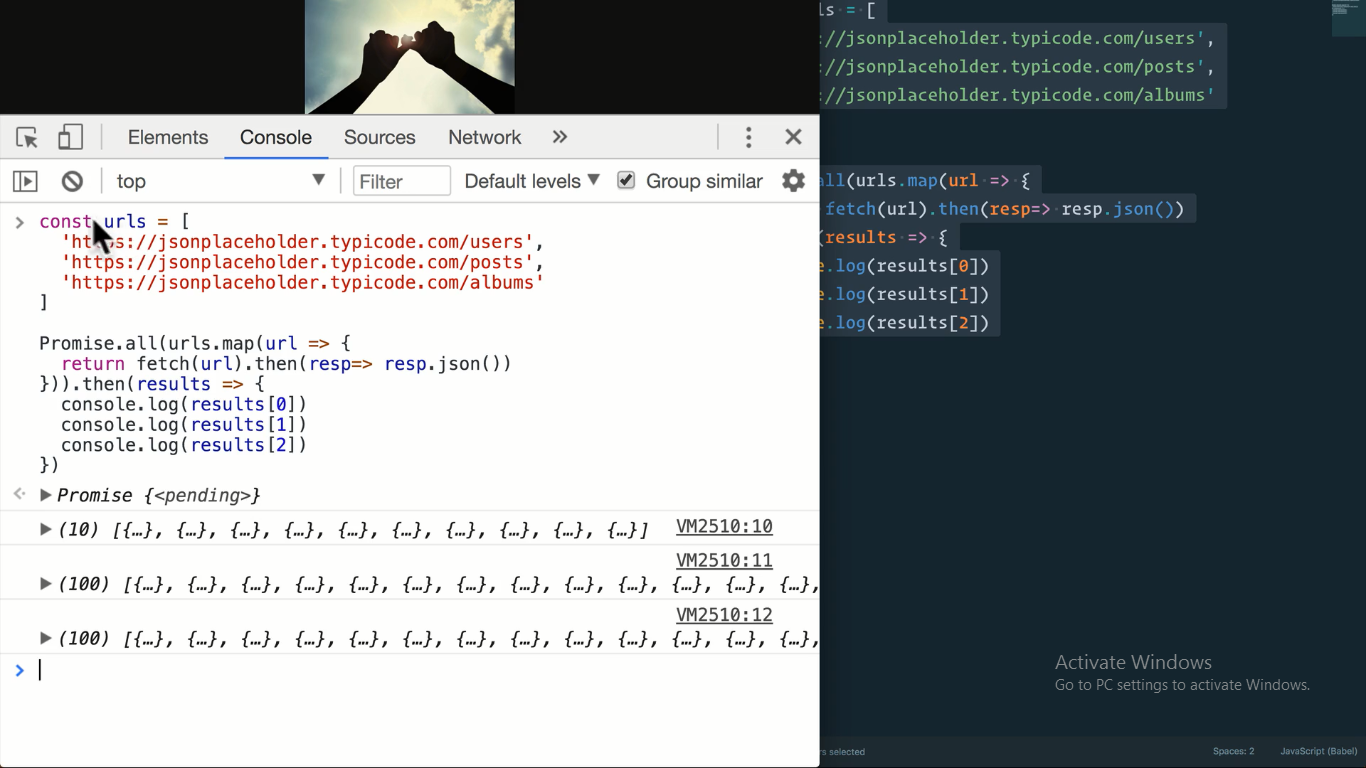 Elements Console Sources Network »
top Filter Default levels Group similar
const urls = [
'https://jsonplaceholder.typicode.com/users',
'https://jsonplaceholder.typicode.com/posts',
'https://jsonplaceholder.typicode.com/albums'
]
Promise.all(urls.map(url => {
return fetch(url).then(resp=> resp.json())
})).then(results => {
console.log(results[0])
console.log(results[1])
console.log(results[2])
})
Promise {<pending>}
(10) [{…}, {…}, {…}, {…}, {…}, {…}, {…}, {…}, {…}, {…}] VM2510:10
VM2510:11
(100) [{…}, {…}, {…}, {…}, {…}, {…}, {…}, {…}, {…}, {…}, {…}, {…}, {…},
VM2510:12
(100) [{…}, {…}, {…}, {…}, {…}, {…}, {…}, {…}, {…}, {…}, {…}, {…}, {…},
ls = [
://jsonplaceholder.typicode.com/users',
://jsonplaceholder.typicode.com/posts',
://jsonplaceholder.typicode.com/albums'
all(urls.map(url => {
fetch(url).then(resp=> resp.json())
(results => {
e.log(results[0])
e.log(results[1])
e.log(results[2])
Activate Windows
Go to PC settings to activate Windows.
rs selected Spaces: 2 JavaScript (Babel)